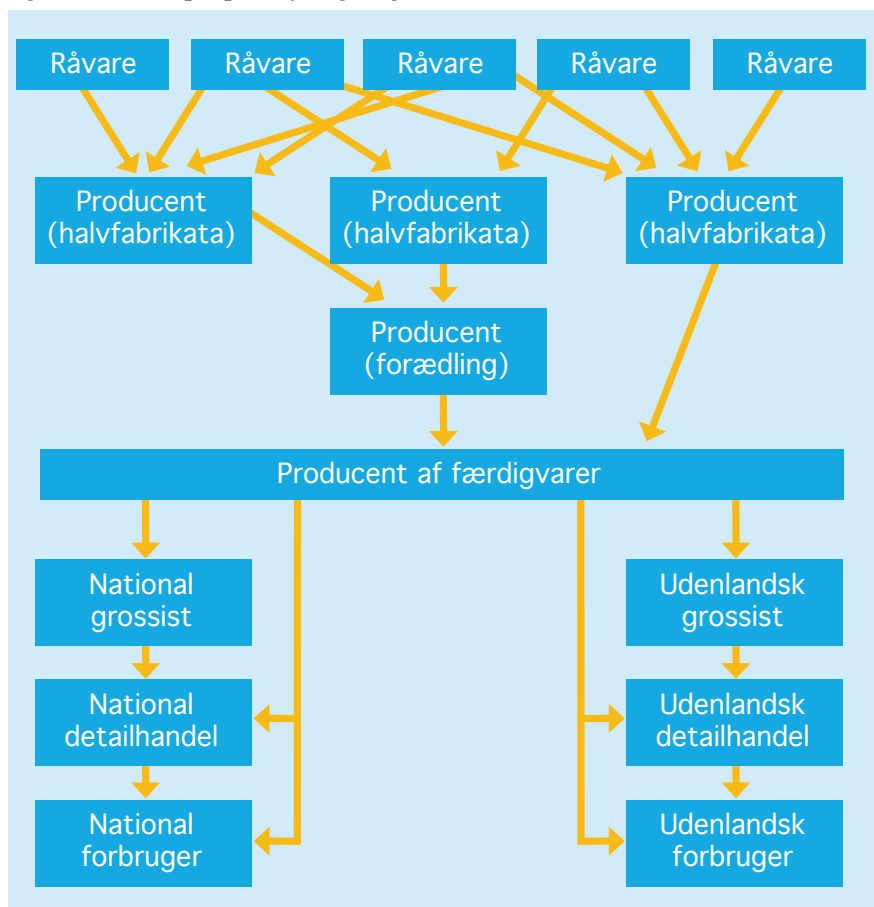 Råvare
Råvare
Råvare
Råvare
Råvare
Producent
(halvfabrikata)
Producent
(halvfabrikata)
Producent
(halvfabrikata)
Producent
(forædling)
Producent af færdigvarer
National
grossist
Udenlandsk
grossist
National
detailhandel
Udenlandsk
detailhandel
National
forbruger
Udenlandsk
forbruger